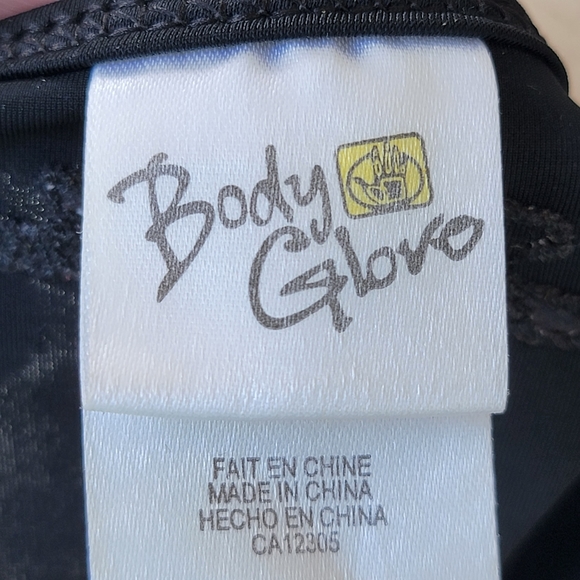 Body
Glove
FAIT EN CHINE
MADE IN CHINA
HECHO EN CHINA
CA12305